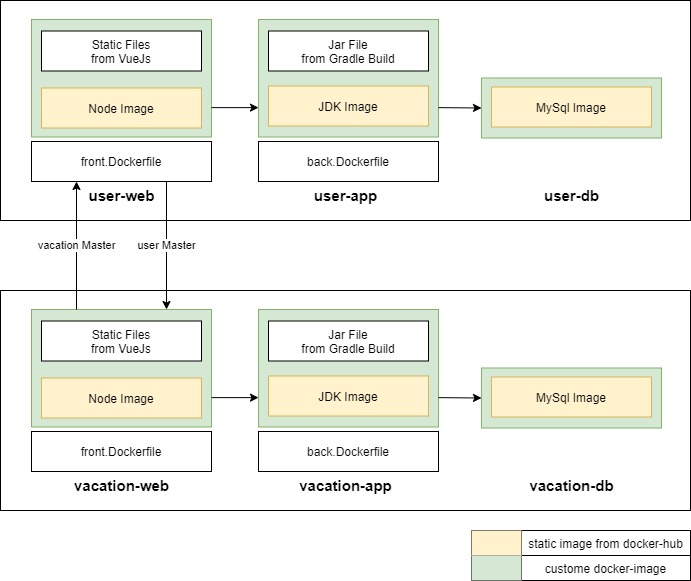 Static Files
from VueJs
Node Image
front.Dockerfile
user-web
Jar File
from Gradle Build
JDK Image
back.Dockerfile
user-app
MySql Image
user-db
vacation Master
user Master
Static Files
from VueJs
Node Image
front.Dockerfile
vacation-web
Jar File
from Gradle Build
JDK Image
back.Dockerfile
vacation-app
MySql Image
vacation-db
static image from docker-hub
custome docker-image